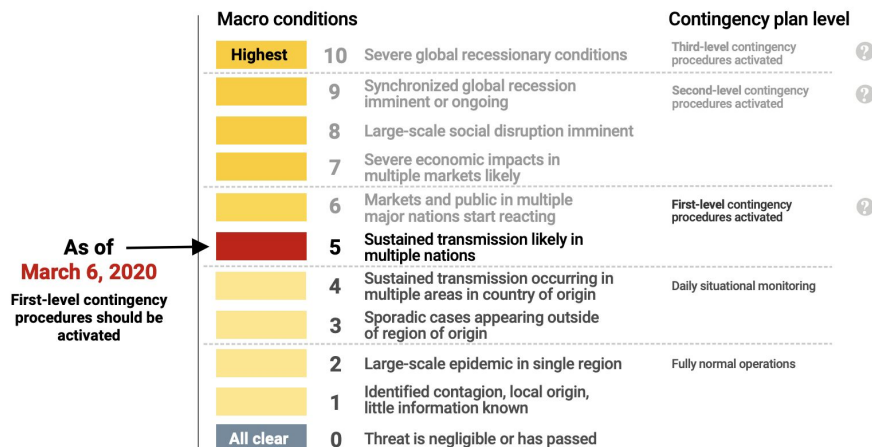 Macro conditions
Contingency plan level
Highest
10
Severe global recessionary conditions
Third-level contingency
procedures activated
?
9
Synchronized global recession
imminent or ongoing
Second-level contingency
procedures activated
?
8
Large-scale social disruption imminent
7
Severe economic impacts in
multiple markets likely
6
Markets and public in multiple
major nations start reacting
First-level contingency
procedures activated
?
As of
March 6, 2020
First-level contingency
procedures should be
activated
5
Sustained transmission likely in
multiple nations
4
Sustained transmission occurring in
multiple areas in country of origin
Daily situational monitoring
3
Sporadic cases appearing outside
of region of origin
2
Large-scale epidemic in single region
Fully normal operations
1
Identified contagion, local origin,
little information known
All clear
0
Threat is negligible or has passed